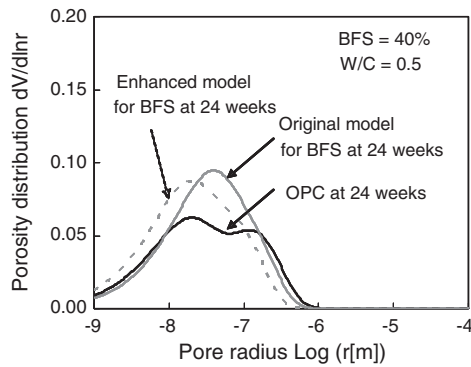 0.20
BFS = 40%
W/C = 0.5
Enhanced model
for BFS at 24 weeks
Original model
for BFS at 24 weeks
OPC at 24 weeks
0.15
0.10
0.05
0.00
Porosity distribution dV/dlnr
-9 -8 -7 -6 -5 -4
Pore radius Log (r[m])